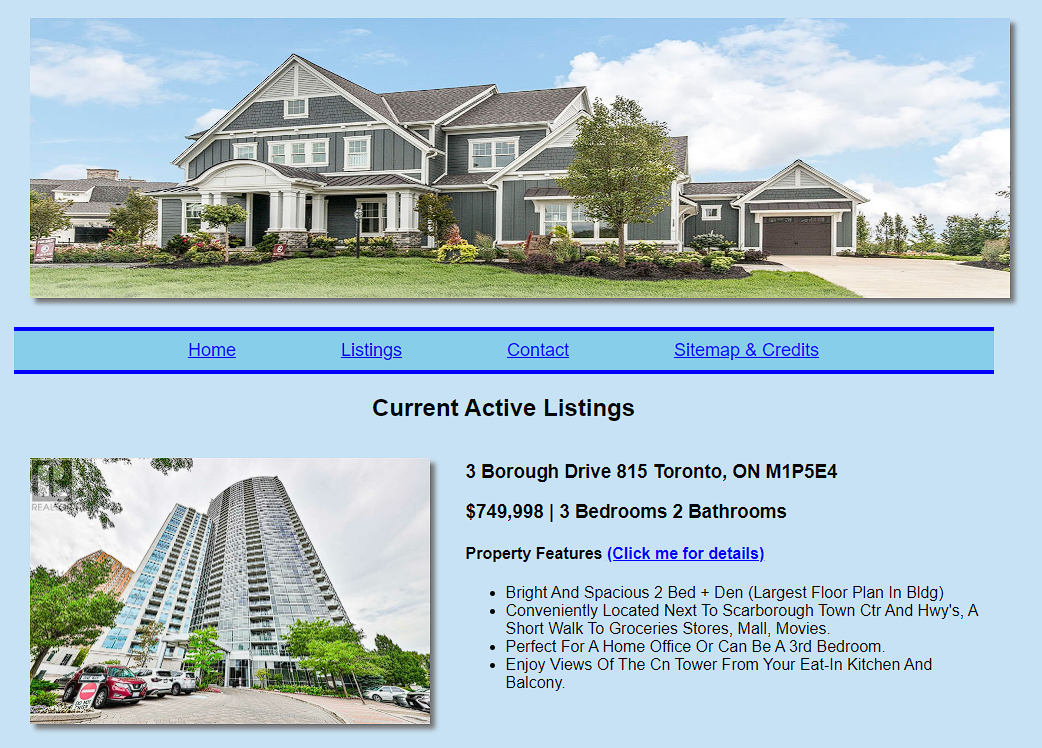 Home Listings Contact Sitemap & Credits
Current Active Listings
3 Borough Drive 815 Toronto, ON M1P5E4
$749,998 | 3 Bedrooms 2 Bathrooms
Property Features (Click me for details)
Bright And Spacious 2 Bed + Den (Largest Floor Plan In Bldg)
Conveniently Located Next To Scarborough Town Ctr And Hwy's, A
Short Walk To Groceries Stores, Mall, Movies.
Perfect For A Home Office Or Can Be A 3rd Bedroom.
Enjoy Views Of The Cn Tower From Your Eat-In Kitchen And
Balcony.